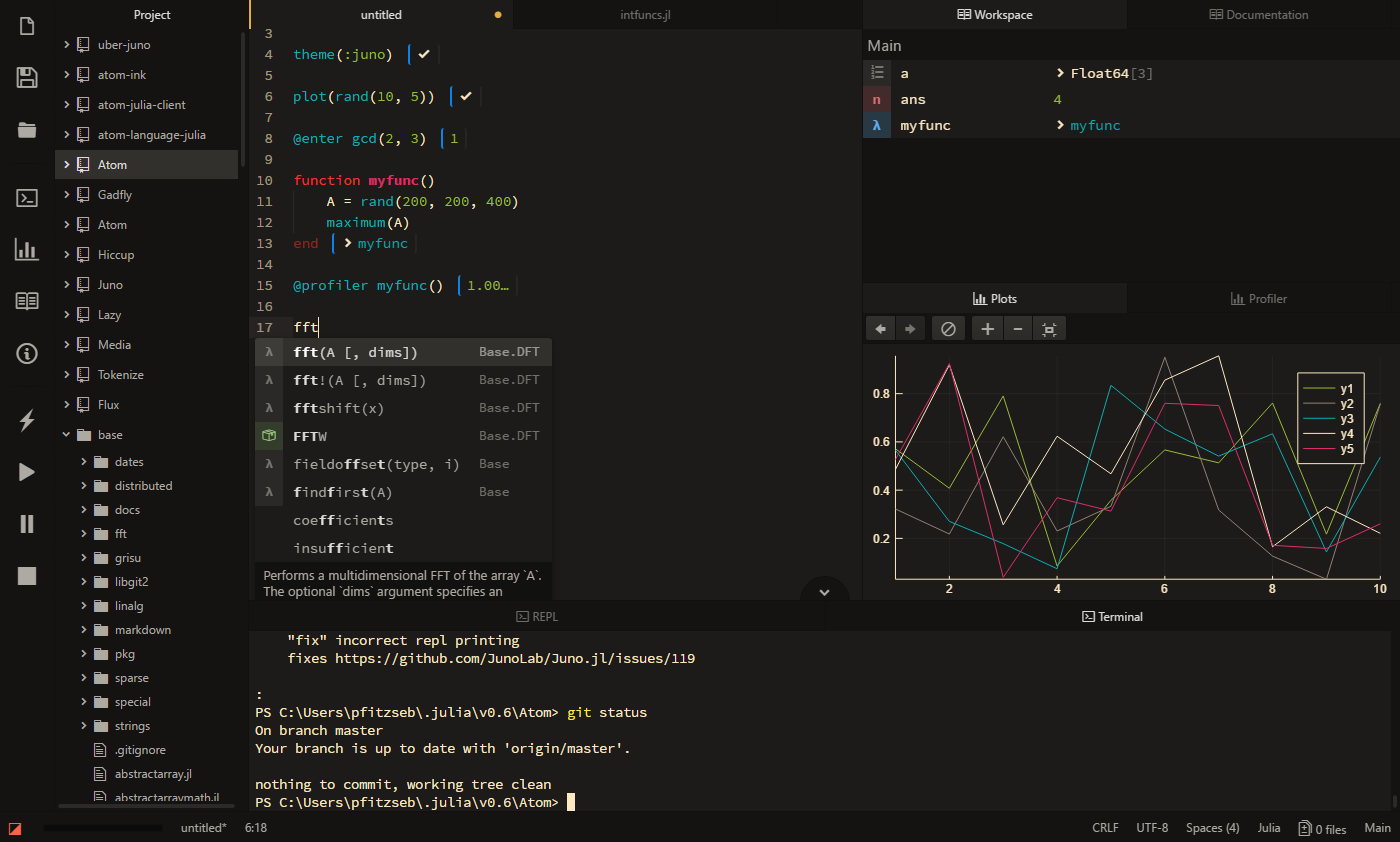 Project
uber-juno
atom-ink
atom-julia-client
atom-language-julia
Atom
Gadfly
Atom
Hiccup
Juno
Lazy
Media
Tokenize
Flux
base
dates
distributed
docs
fft
grisu
libgit2
linalg
markdown
pkg
sparse
special
strings
.gitignore
abstractarray.jl
abstractarraymath.jl
untitled
intfuncs.jl
3
4 theme(:juno) ✔
5
6 plot(rand(10, 5)) ✔
7
8 @enter gcd(2, 3) 1
9
10 function myfunc()
11 A = rand(200, 200, 400)
12 maximum(A)
13 end > myfunc
14
15 @profiler myfunc() 1.00…
16
17 fft
λ fft(A [, dims]) Base.DFT
λ fft!(A [, dims]) Base.DFT
λ fftshift(x) Base.DFT
FFTW Base.DFT
λ fieldoffset(type, i) Base
λ findfirst(A) Base
coefficients
insufficient
Performs a multidimensional FFT of the array `A`.
The optional `dims` argument specifies an
Workspace
Documentation
Main
a > Float64[3]
n ans 4
λ myfunc > myfunc
Plots
Profiler
0.8
0.6
0.4
0.2
2 4 6 8 10
y1
y2
y3
y4
y5
REPL
Terminal
"fix" incorrect repl printing
fixes https://github.com/JunoLab/Juno.jl/issues/119
:
PS C:\Users\pfitzseb\.julia\v0.6\Atom> git status
On branch master
Your branch is up to date with 'origin/master'.
nothing to commit, working tree clean
PS C:\Users\pfitzseb\.julia\v0.6\Atom>
untitled* 6:18 CRLF UTF-8 Spaces (4) Julia 0 files Main